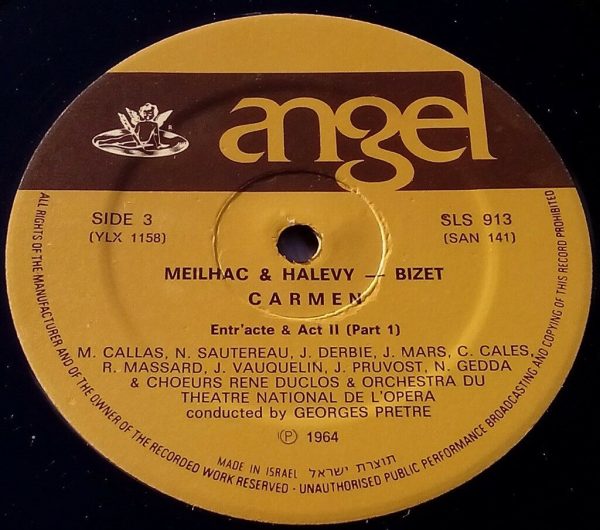 angel
SIDE 3
(YLX 1158)
SLS 913
(SAN 141)
MEILHAC & HALEVY — BIZET
CARMEN
Entr'acte & Act II (Part 1)
M. CALLAS, N. SAUTEREAU, J. DERBIE, J. MARS, C. CALES,
R. MASSARD, J. VAUQUELIN, J. PRUVOST, N. GEDDA
& CHOEURS RENE DUCLOS & ORCHESTRA DU
THEATRE NATIONAL DE L'OPERA
conducted by GEORGES PRETRE
Ⓟ 1964
MADE IN ISRAEL תוצרת ישראל
ALL RIGHTS OF THE MANUFACTURER AND OF THE OWNER OF THE RECORDED WORK RESERVED - UNAUTHORISED PUBLIC PERFORMANCE BROADCASTING AND COPYING OF THIS RECORD PROHIBITED